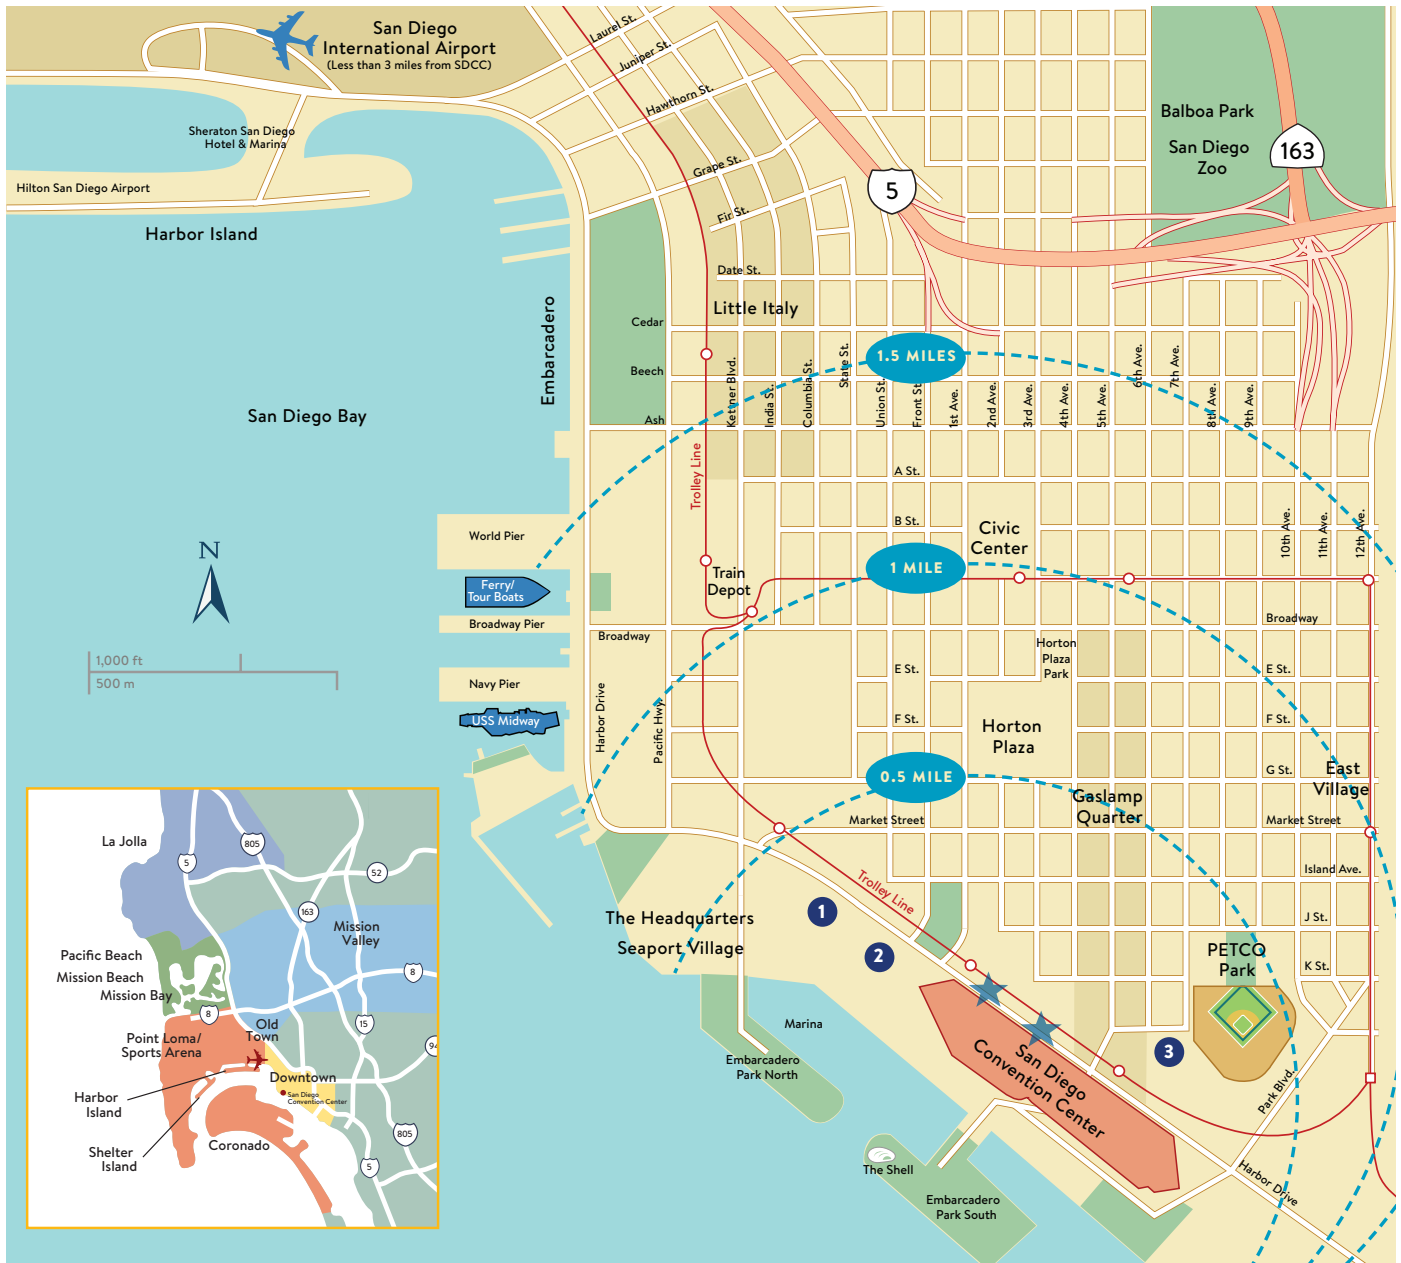 San Diego
International Airport
(Less than 3 miles from SDCC)
Laurel St.
Juniper St.
Hawthorn St.
Grape St.
Fir St.
Date St.
Balboa Park
San Diego
Zoo
163
5
Sheraton San Diego
Hotel & Marina
Hilton San Diego Airport
Harbor Island
Embarcadero
Little Italy
Cedar
Beech
Ash
San Diego Bay
1.5 MILES
Kettner Blvd.
India St.
Columbia St.
State St.
Union St.
Front St.
1st Ave.
2nd Ave.
3rd Ave.
4th Ave.
5th Ave.
6th Ave.
7th Ave.
8th Ave.
9th Ave.
10th Ave.
11th Ave.
12th Ave.
Trolley Line
A St.
B St.
Civic
Center
1 MILE
World Pier
Ferry/
Tour Boats
Broadway Pier
Navy Pier
USS Midway
N
1,000 ft
500 m
Train
Depot
Broadway
Broadway
Harbor Drive
Pacific Hwy
E St.
F St.
Horton
Plaza
Park
Horton
Plaza
E St.
F St.
G St.
East
Village
0.5 MILE
Market Street
Gaslamp
Quarter
Market Street
Island Ave.
J St.
K St.
Trolley Line
The Headquarters
Seaport Village
1
2
3
PETCO
Park
Marina
Embarcadero
Park North
San Diego
Convention Center
Park Blvd.
Harbor Drive
The Shell
Embarcadero
Park South
La Jolla
5
805
52
163
Mission
Valley
Pacific Beach
Mission Beach
Mission Bay
8
8
Old
Town
15
94
Point Loma/
Sports Arena
Downtown
San Diego
Convention Center
Harbor
Island
Shelter
Island
Coronado
805
5